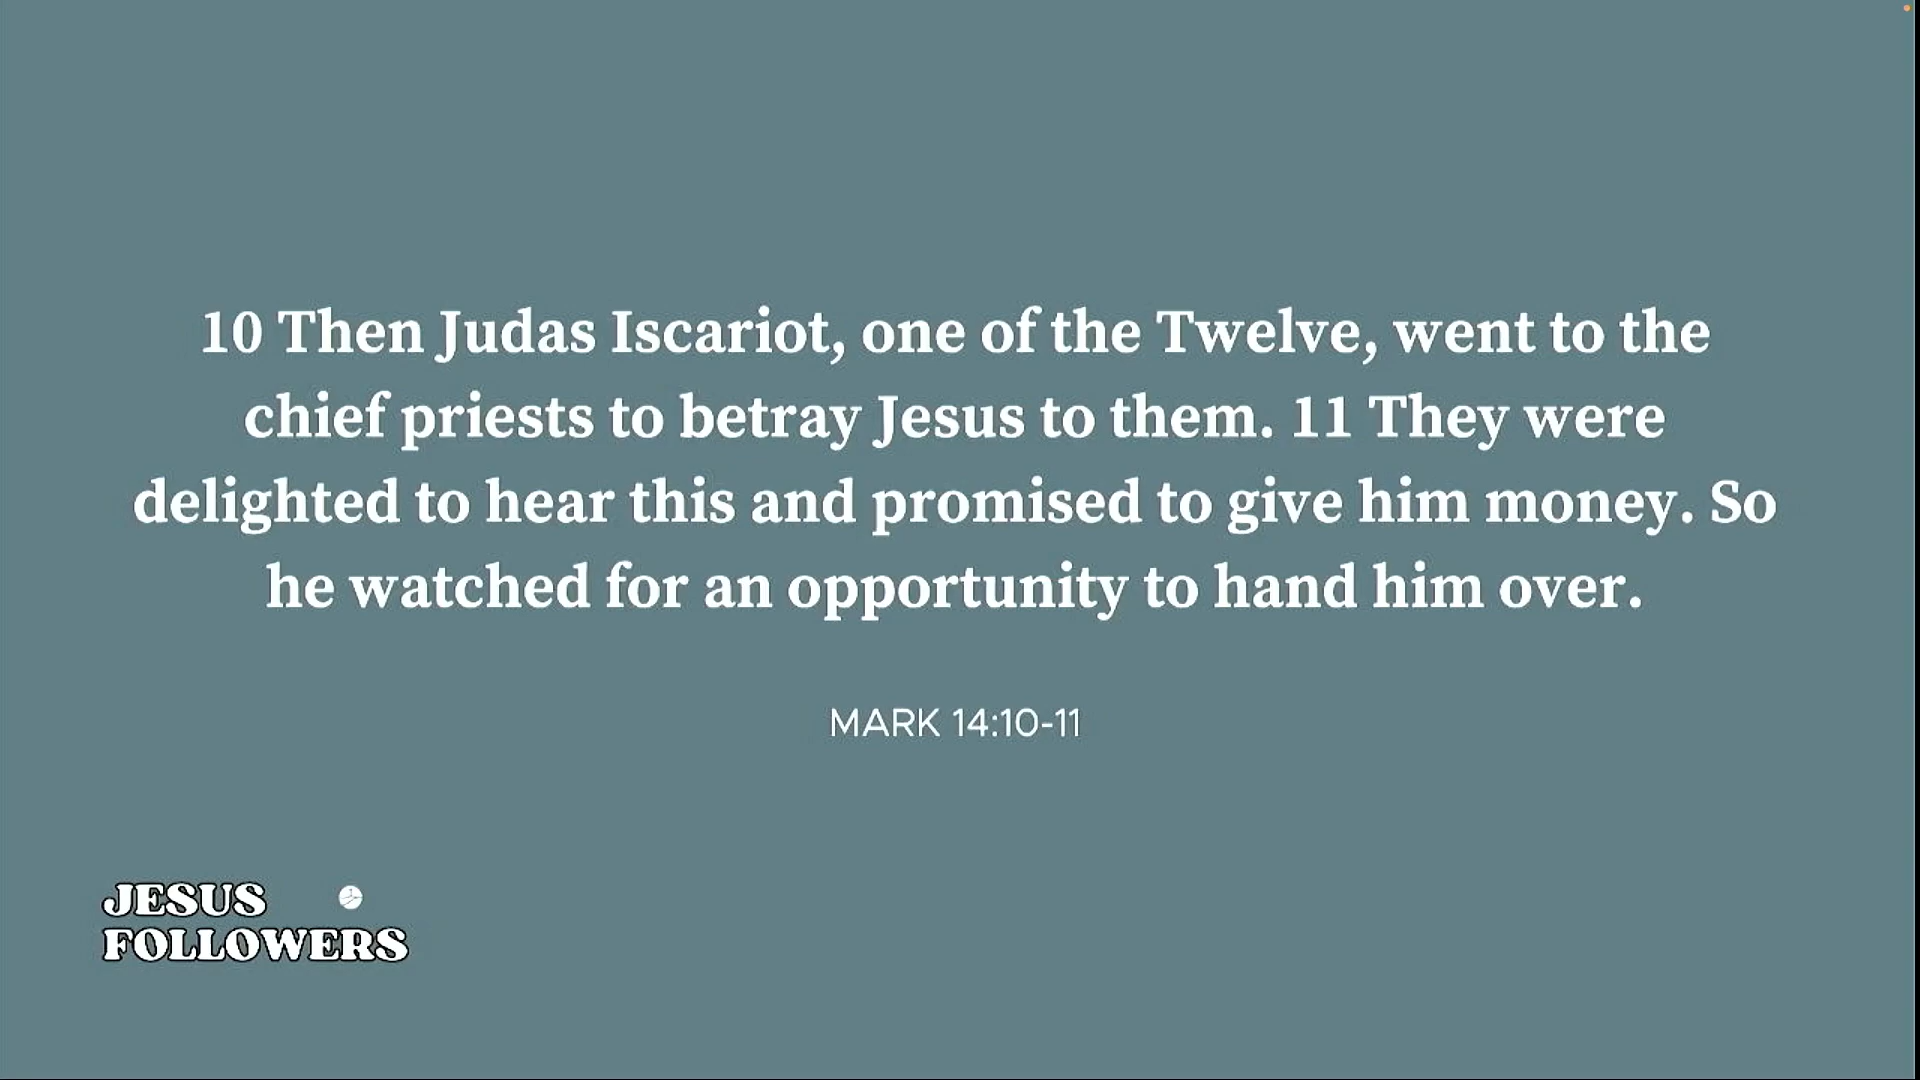 10 Then Judas Iscariot, one of the Twelve, went to the
chief priests to betray Jesus to them. 11 They were
delighted to hear this and promised to give him money. So
he watched for an opportunity to hand him over.
MARK 14:10-11
JESUS
FOLLOWERS